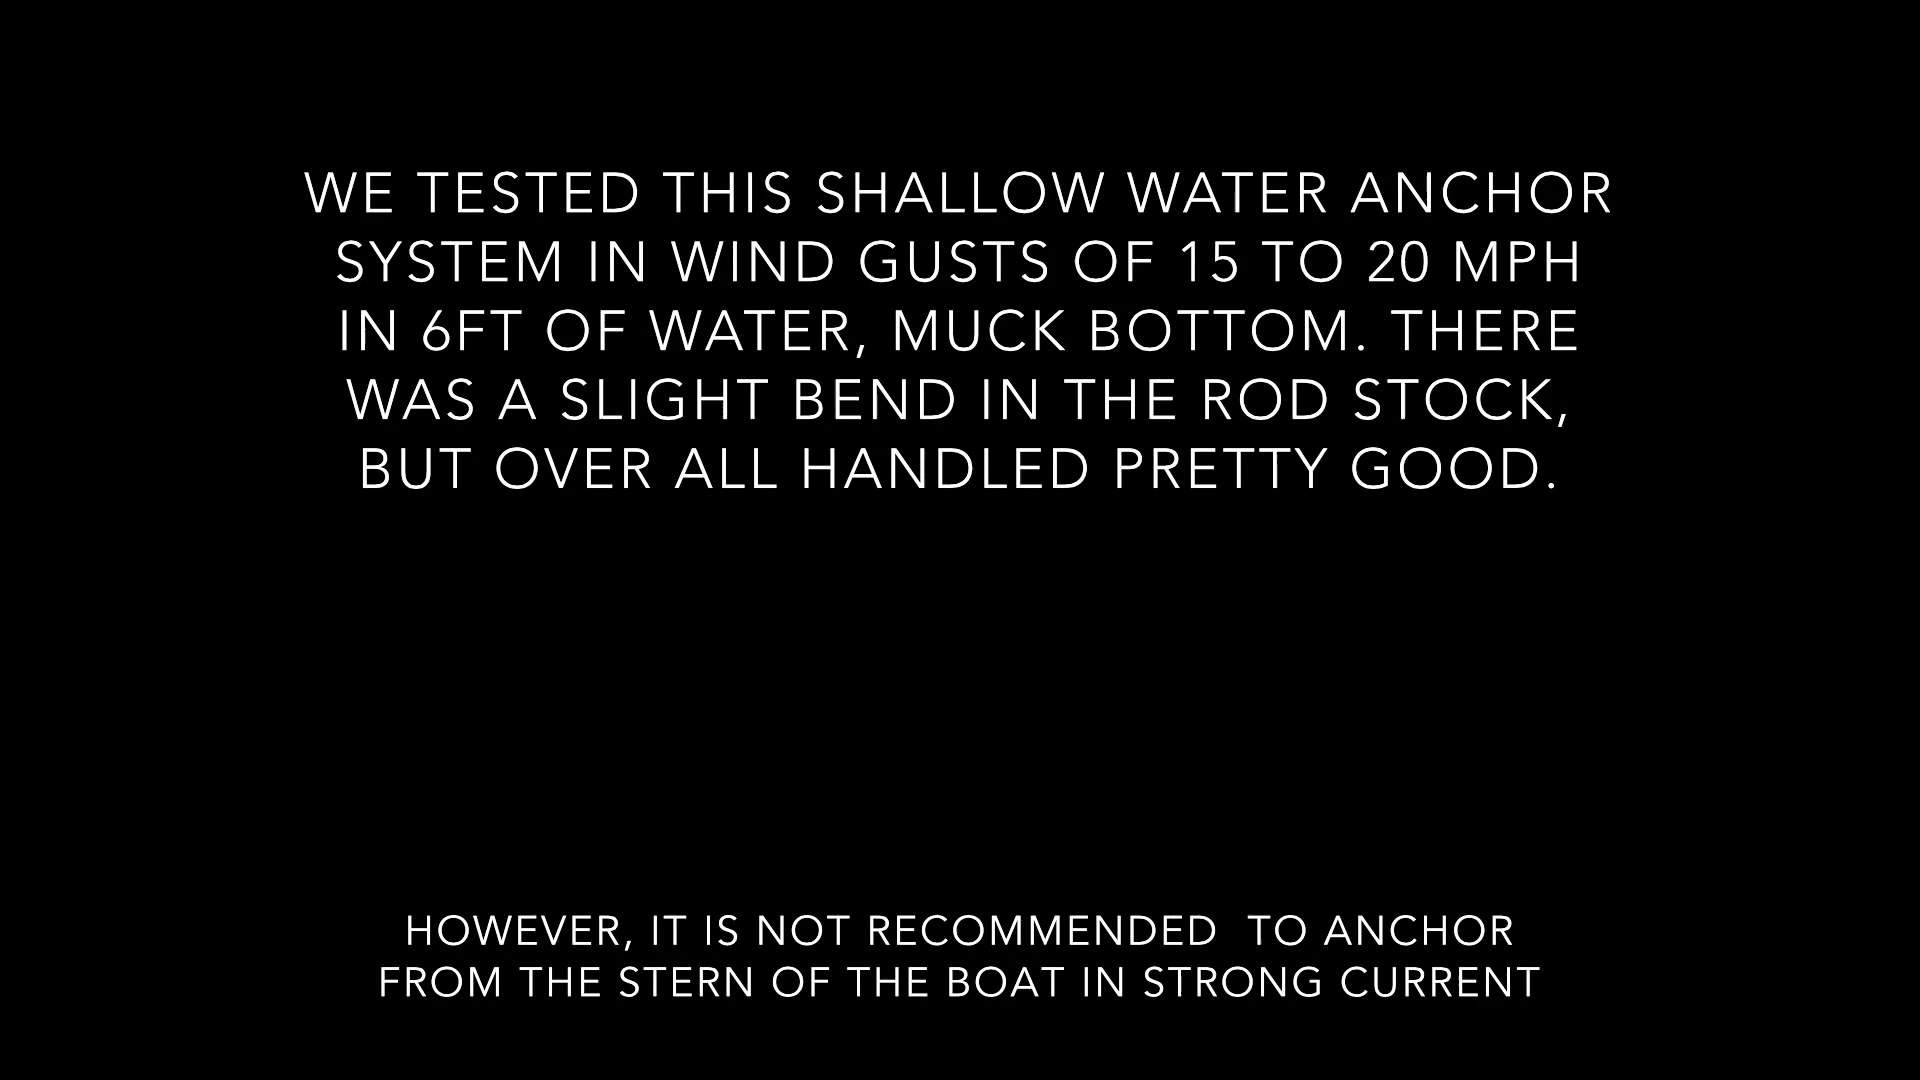 WE TESTED THIS SHALLOW WATER ANCHOR
SYSTEM IN WIND GUSTS OF 15 TO 20 MPH
IN 6FT OF WATER, MUCK BOTTOM. THERE
WAS A SLIGHT BEND IN THE ROD STOCK,
BUT OVER ALL HANDLED PRETTY GOOD.
HOWEVER, IT IS NOT RECOMMENDED  TO ANCHOR
FROM THE STERN OF THE BOAT IN STRONG CURRENT